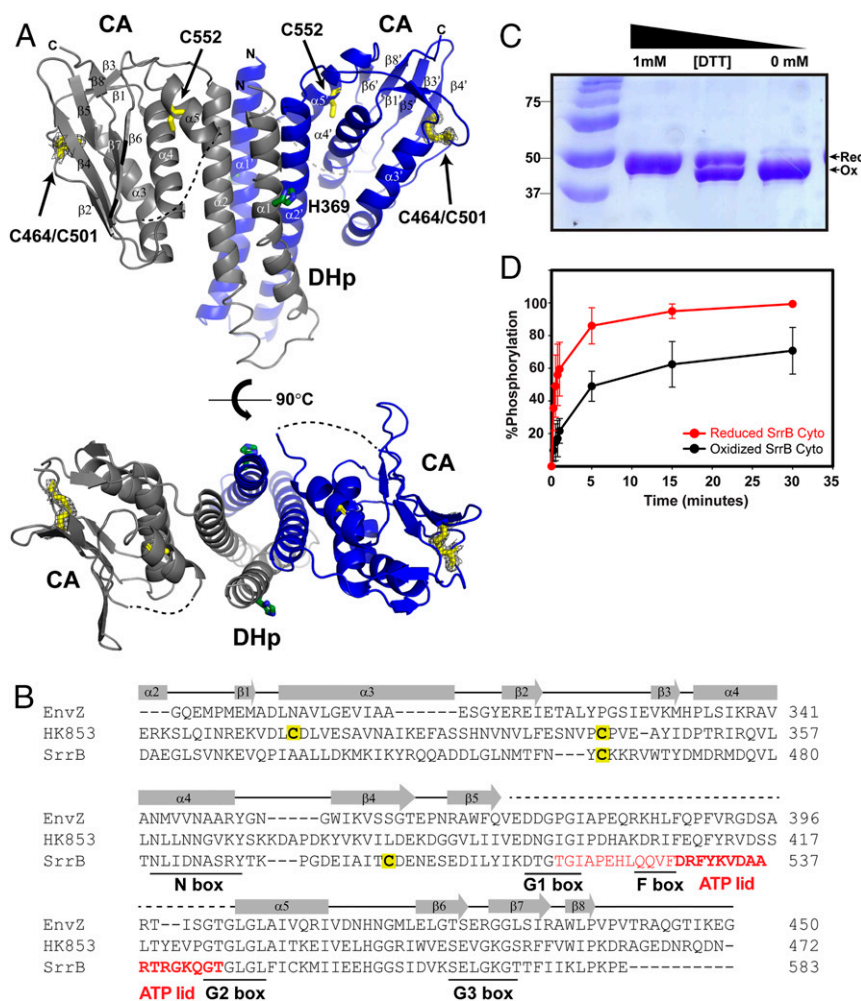 A
CA
C552
C552
CA
C
N
N
C
β3
β8
β1
β5
β6
β7
β4
β2
α5
α4
α3
α2
α1
α1
α2'
α5'
α4'
α3'
β6'
β8'
β1'
β3'
β5'
β4'
H369
C464/C501
C464/C501
DHp
90°C
CA
CA
DHp
C
1mM [DTT] 0 mM
75
50
37
Red
Ox
D
%Phosphorylation
100
80
60
40
20
0 5 10 15 20 25 30 35
Time (minutes)
Reduced SrrB Cyto
Oxidized SrrB Cyto
B
α2 β1 α3 β2 β3 α4
EnvZ ---GQEMPMEMADLNAVLGEVIAA------ESGYEREIETALYPGSIEVKMHPLSIKRAV 341
HK853 ERKSLQINREKVDLCDLVESAVNAIKEFASSHNVNVLFESNVPCPVE-AYIDPTRIRQVL 357
SrrB DAEGLSVNKEQVQPIAALLDKMKIKYRQQADDLGLNMTFN---YCKKRVWTYDMDRMDQVL 480
α4 β4 β5
EnvZ ANMVVNAARYGN-----GWIKVSSGTEPNRAWFQVEDDGPGIAPEQRKHLFQPFVRGDSA 396
HK853 LNLLNNGVKYSKKDAPDKYVKVILDEKDGGVLIIVEDNGIGIPDHAKDRIFEQFYRVDSS 417
SrrB TNLIDNASRYTK---PGDEIAITCDENESEDILYIKDTGTGIAPEHLQQVFDRFYKVDAA 537
N box G1 box F box ATP lid
α5 β6 β7 β8
EnvZ RT--ISGTGLGLAIVQRIVDNHNGMLELGTSERGGLSIRAWLPVPVTRAQGTIKEG 450
HK853 LTYEVPGTGLGLAITKEIVELHGGRIWVESEVGKGSRFFVWIPKDRAGEDNRQDN- 472
SrrB RTRGKQGTGLGLFICKMIIEEHGGSIDVKSELGKGTTFIIKLPKPE---------- 583
ATP lid G2 box G3 box